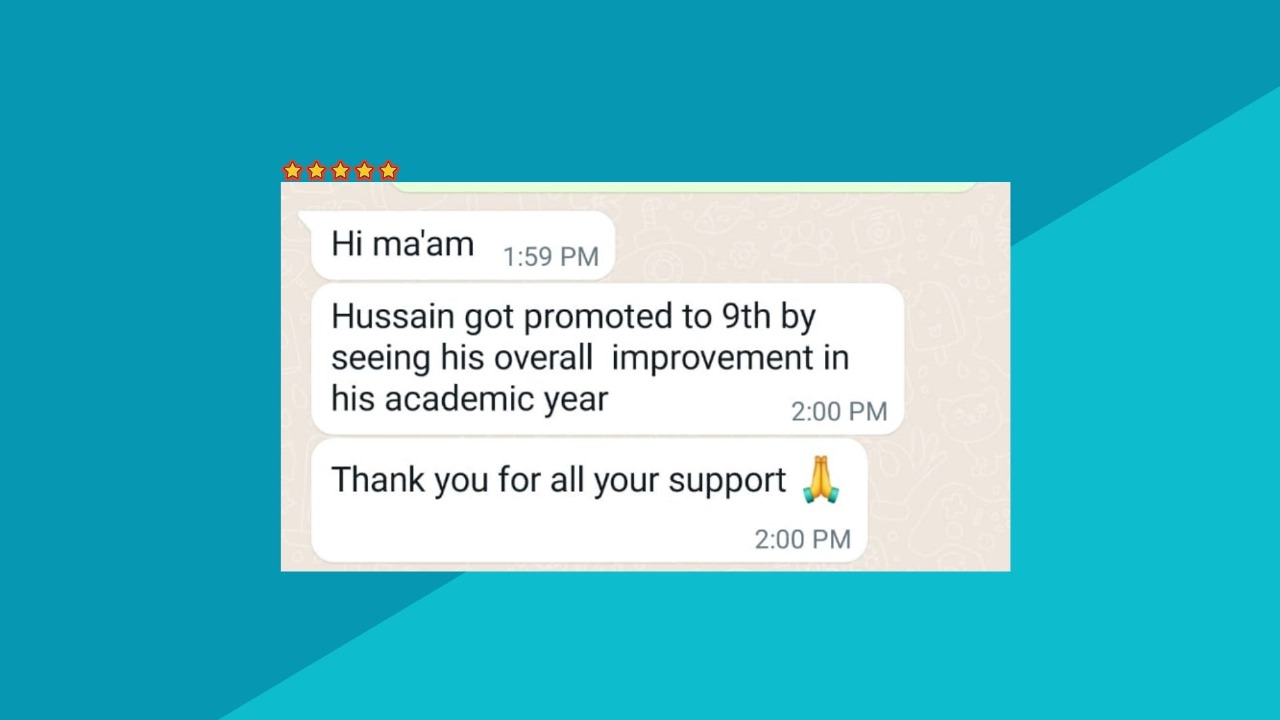 Hi ma'am 1:59 PM
Hussain got promoted to 9th by
seeing his overall  improvement in
his academic year 2:00 PM
Thank you for all your support 🙏
2:00 PM